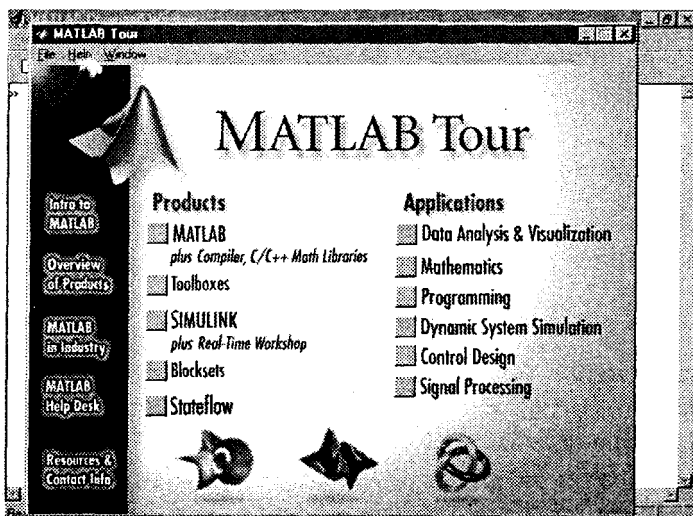 MATLAB Tour
File Help Window
MATLAB Tour
Intro to
MATLAB
Overview
of Products
MATLAB
in Industry
MATLAB
Help Desk
Resources &
Contact Info
Products
MATLAB
plus Compiler, C/C++ Math Libraries
Toolboxes
SIMULINK
plus Real-Time Workshop
Blocksets
Stateflow
Applications
Data Analysis & Visualization
Mathematics
Programming
Dynamic System Simulation
Control Design
Signal Processing